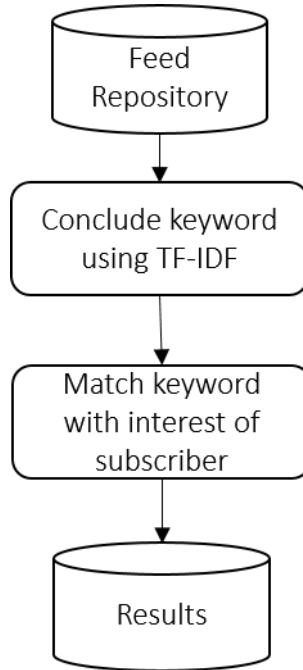 Feed
Repository
Conclude keyword
using TF-IDF
Match keyword
with interest of
subscriber
Results